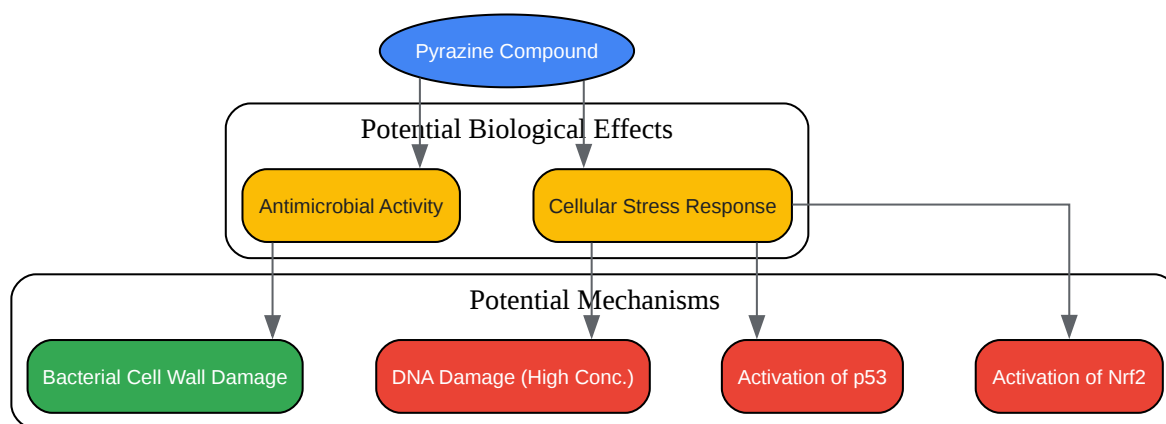 Pyrazine Compound
Potential Biological Effects
Antimicrobial Activity
Cellular Stress Response
Potential Mechanisms
Bacterial Cell Wall Damage
DNA Damage (High Conc.)
Activation of p53
Activation of Nrf2